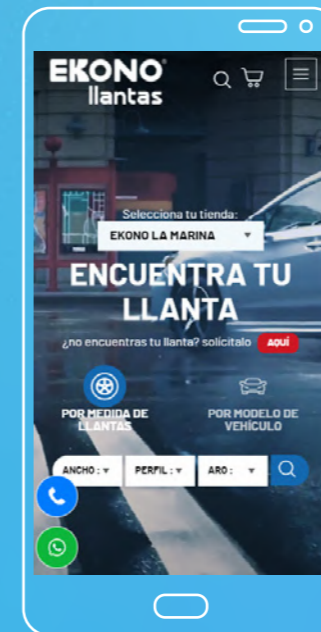 EKONO
llantas
Selecciona tu tienda:
EKONO LA MARINA
ENCUENTRA TU
LLANTA
¿no encuentras tu llanta? solicítalo AQUÍ
POR MEDIDA DE
LLANTAS
POR MODELO DE
VEHÍCULO
ANCHO : PERFIL : ARO :